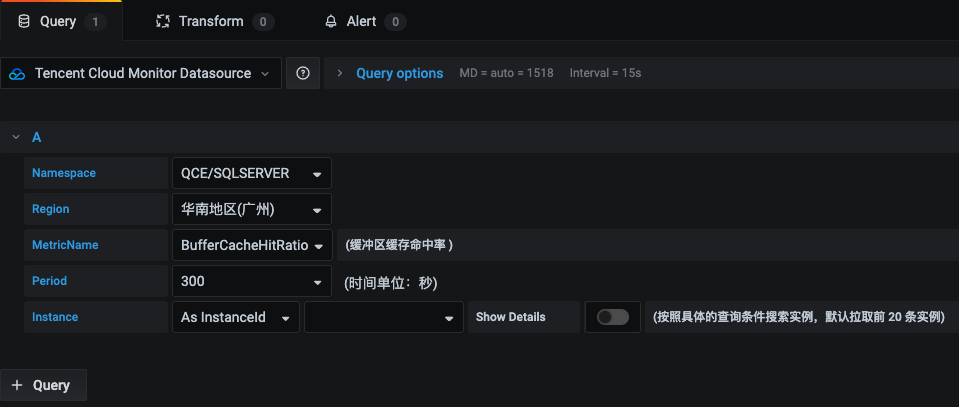 Query 1 Transform 0 Alert 0
Tencent Cloud Monitor Datasource Query options MD = auto = 1518 Interval = 15s
A
Namespace QCE/SQLSERVER
Region 华南地区(广州)
MetricName BufferCacheHitRatio (缓冲区缓存命中率 )
Period 300 (时间单位：秒)
Instance As InstanceId Show Details (按照具体的查询条件搜索实例，默认拉取前 20 条实例)
+ Query